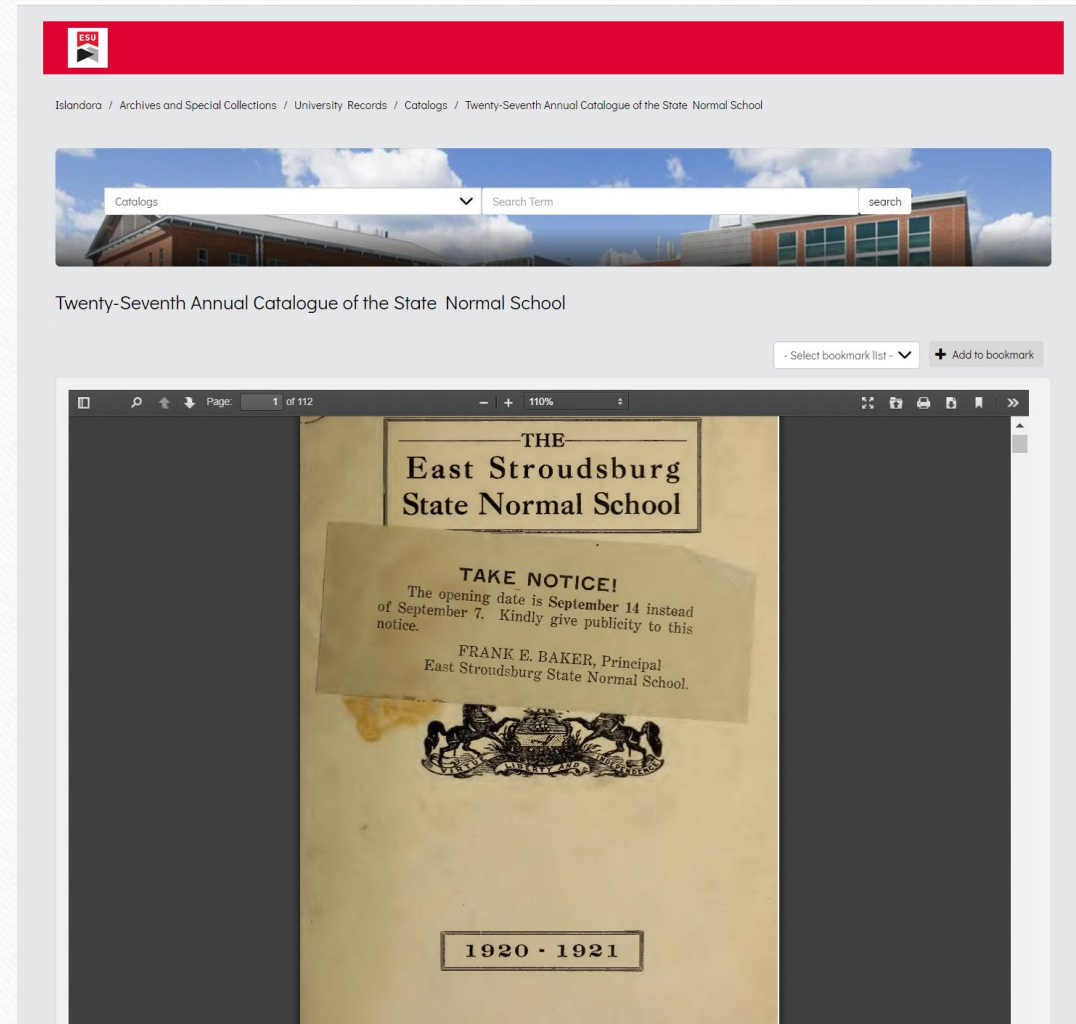 ESU
Islandora / Archives and Special Collections / University Records / Catalogs / Twenty-Seventh Annual Catalogue of the State Normal School
Catalogs
Search Term
search
Twenty-Seventh Annual Catalogue of the State Normal School
- Select bookmark list -
Add to bookmark
Page: 1 of 112
110%
THE
East Stroudsburg
State Normal School
TAKE NOTICE!
The opening date is September 14 instead
of September 7. Kindly give publicity to this
notice.
FRANK E. BAKER, Principal
East Stroudsburg State Normal School.
VIRTUE LIBERTY AND INDEPENDENCE
1920 - 1921